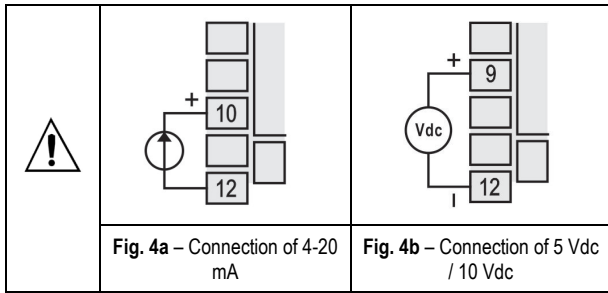 !
+
10
12
+
9
Vdc
12
–
Fig. 4a – Connection of 4-20
mA
Fig. 4b – Connection of 5 Vdc
/ 10 Vdc